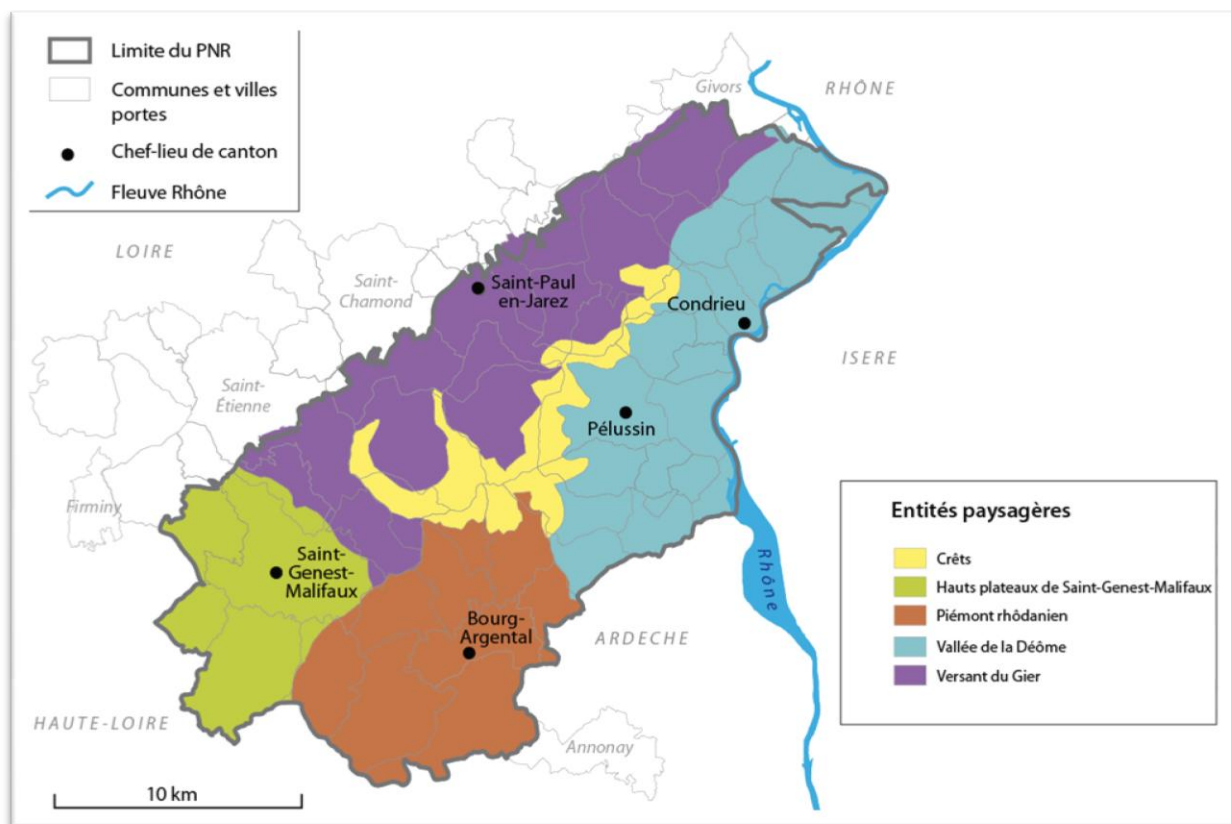 Limite du PNR
Communes et villes
portes
Chef-lieu de canton
Fleuve Rhône
Givors
RHÔNE
LOIRE
Saint-
Chamond
Saint-Paul
en-Jarez
Condrieu
ISERE
Saint-
Étienne
Pélussin
Firminy
Saint-
Genest-
Malifaux
Bourg-
Argental
ARDECHE
Rhône
HAUTE-LOIRE
Annonay
10 km
Entités paysagères
Crêts
Hauts plateaux de Saint-Genest-Malifaux
Piémont rhôdanien
Vallée de la Déôme
Versant du Gier